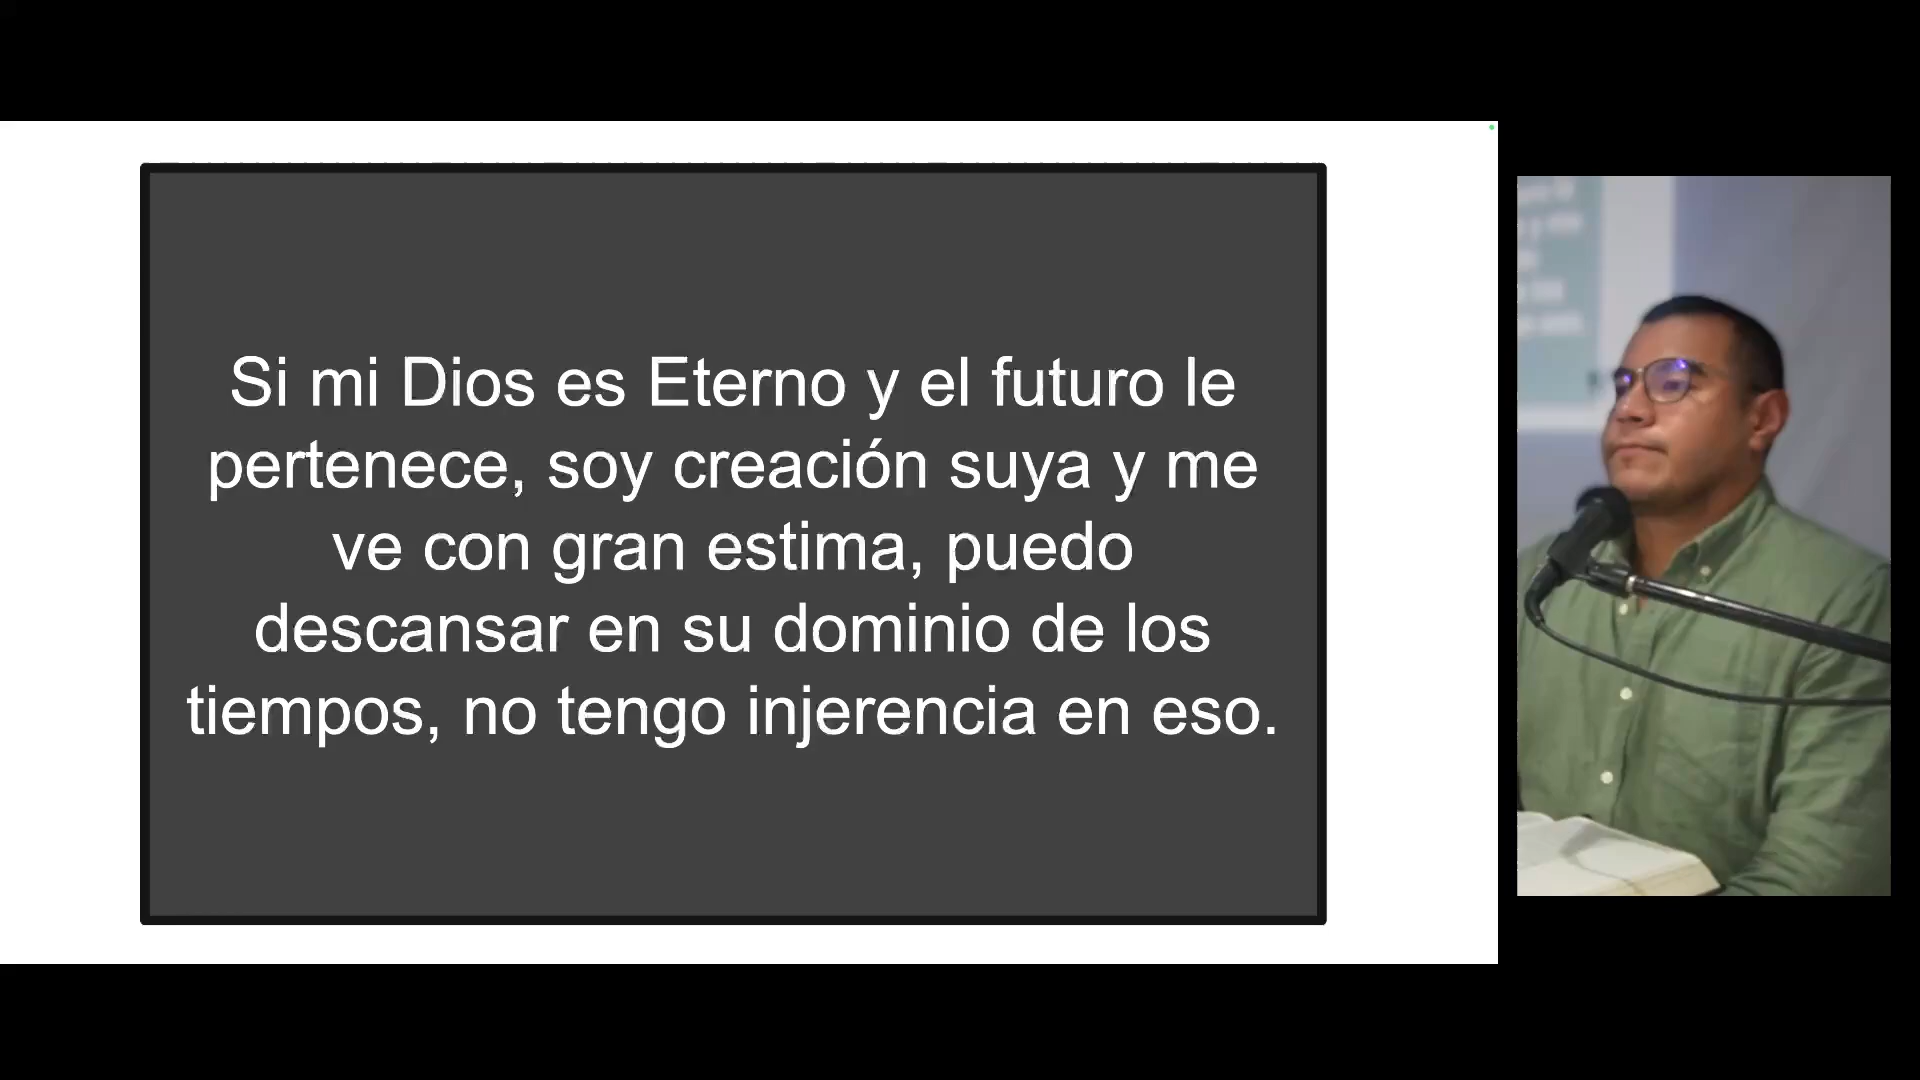 Si mi Dios es Eterno y el futuro le
pertenece, soy creación suya y me
ve con gran estima, puedo
descansar en su dominio de los
tiempos, no tengo injerencia en eso.